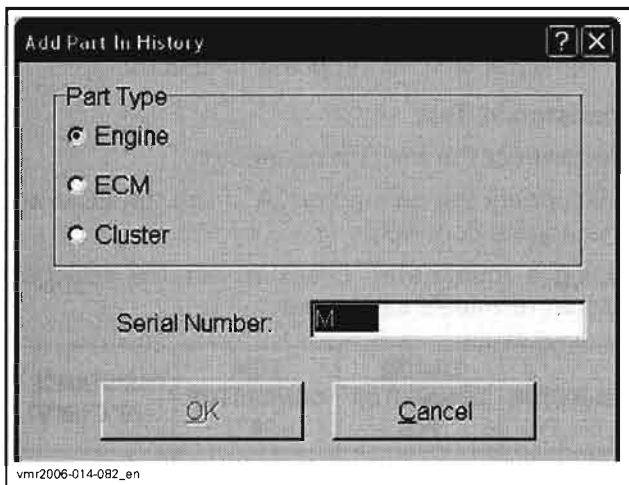 Add Part In History
Part Type
Engine
ECM
Cluster
Serial Number:
M
OK
Cancel
vmr2006-014-082_en